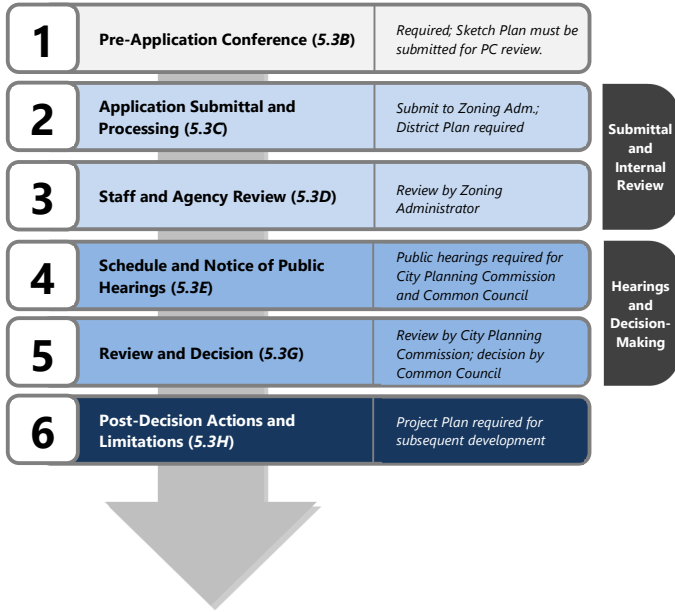 1
Pre-Application Conference (5.3B)
Required; Sketch Plan must be
submitted for PC review.
2
Application Submittal and
Processing (5.3C)
Submit to Zoning Adm.;
District Plan required
3
Staff and Agency Review (5.3D)
Review by Zoning
Administrator
Submittal
and
Internal
Review
4
Schedule and Notice of Public
Hearings (5.3E)
Public hearings required for
City Planning Commission
and Common Council
5
Review and Decision (5.3G)
Review by City Planning
Commission; decision by
Common Council
Hearings
and
Decision-
Making
6
Post-Decision Actions and
Limitations (5.3H)
Project Plan required for
subsequent development